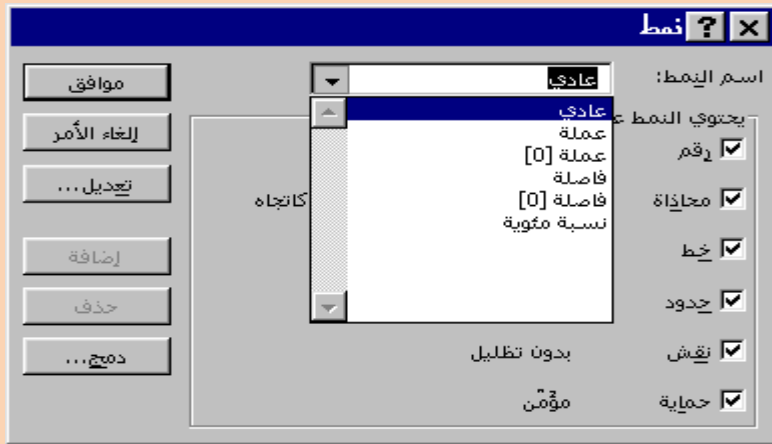 نمط
اسم النمط:
عادي
عادي
عملة
عملة [0]
فاصلة
فاصلة [0]
نسبة مئوية
يحتوي النمط
رقم
محاذاة
كاتجاه
خط
حدود
نقش
بدون تظليل
حماية
مؤمّن
موافق
إلغاء الأمر
تعديل...
إضافة
حذف
دمج...